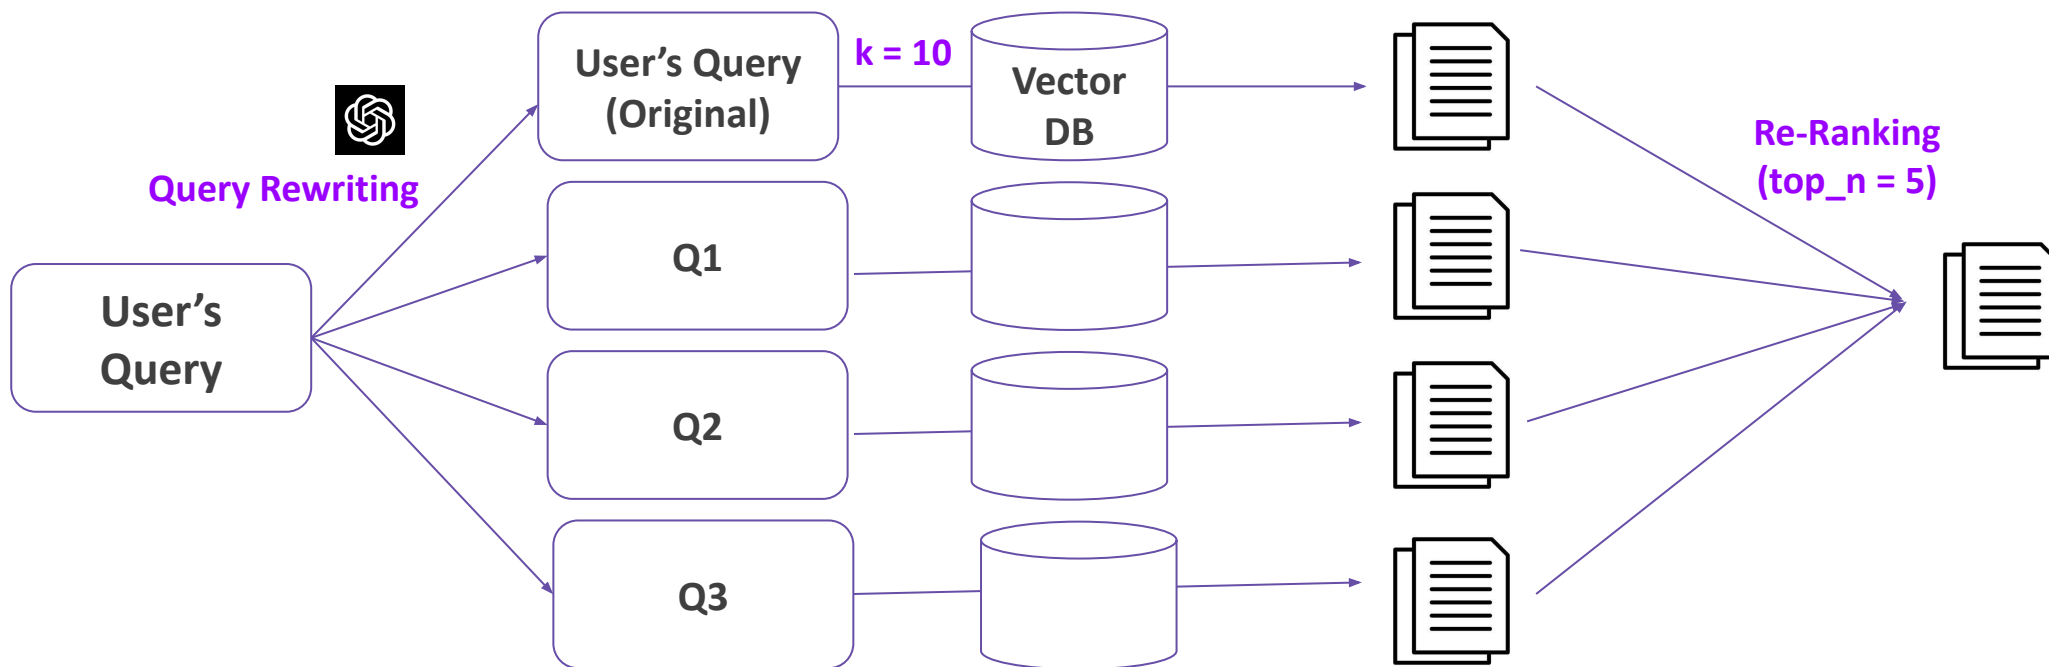 User’s Query
(Original)
k = 10
Vector
DB
Re-Ranking
(top_n = 5)
Query Rewriting
Q1
User’s
Query
Q2
Q3